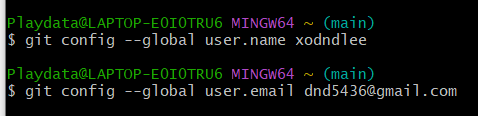 Playdata@LAPTOP-E0I0TRU6 MINGW64 ~ (main)
$ git config --global user.name xodndlee
Playdata@LAPTOP-E0I0TRU6 MINGW64 ~ (main)
$ git config --global user.email dnd5436@gmail.com